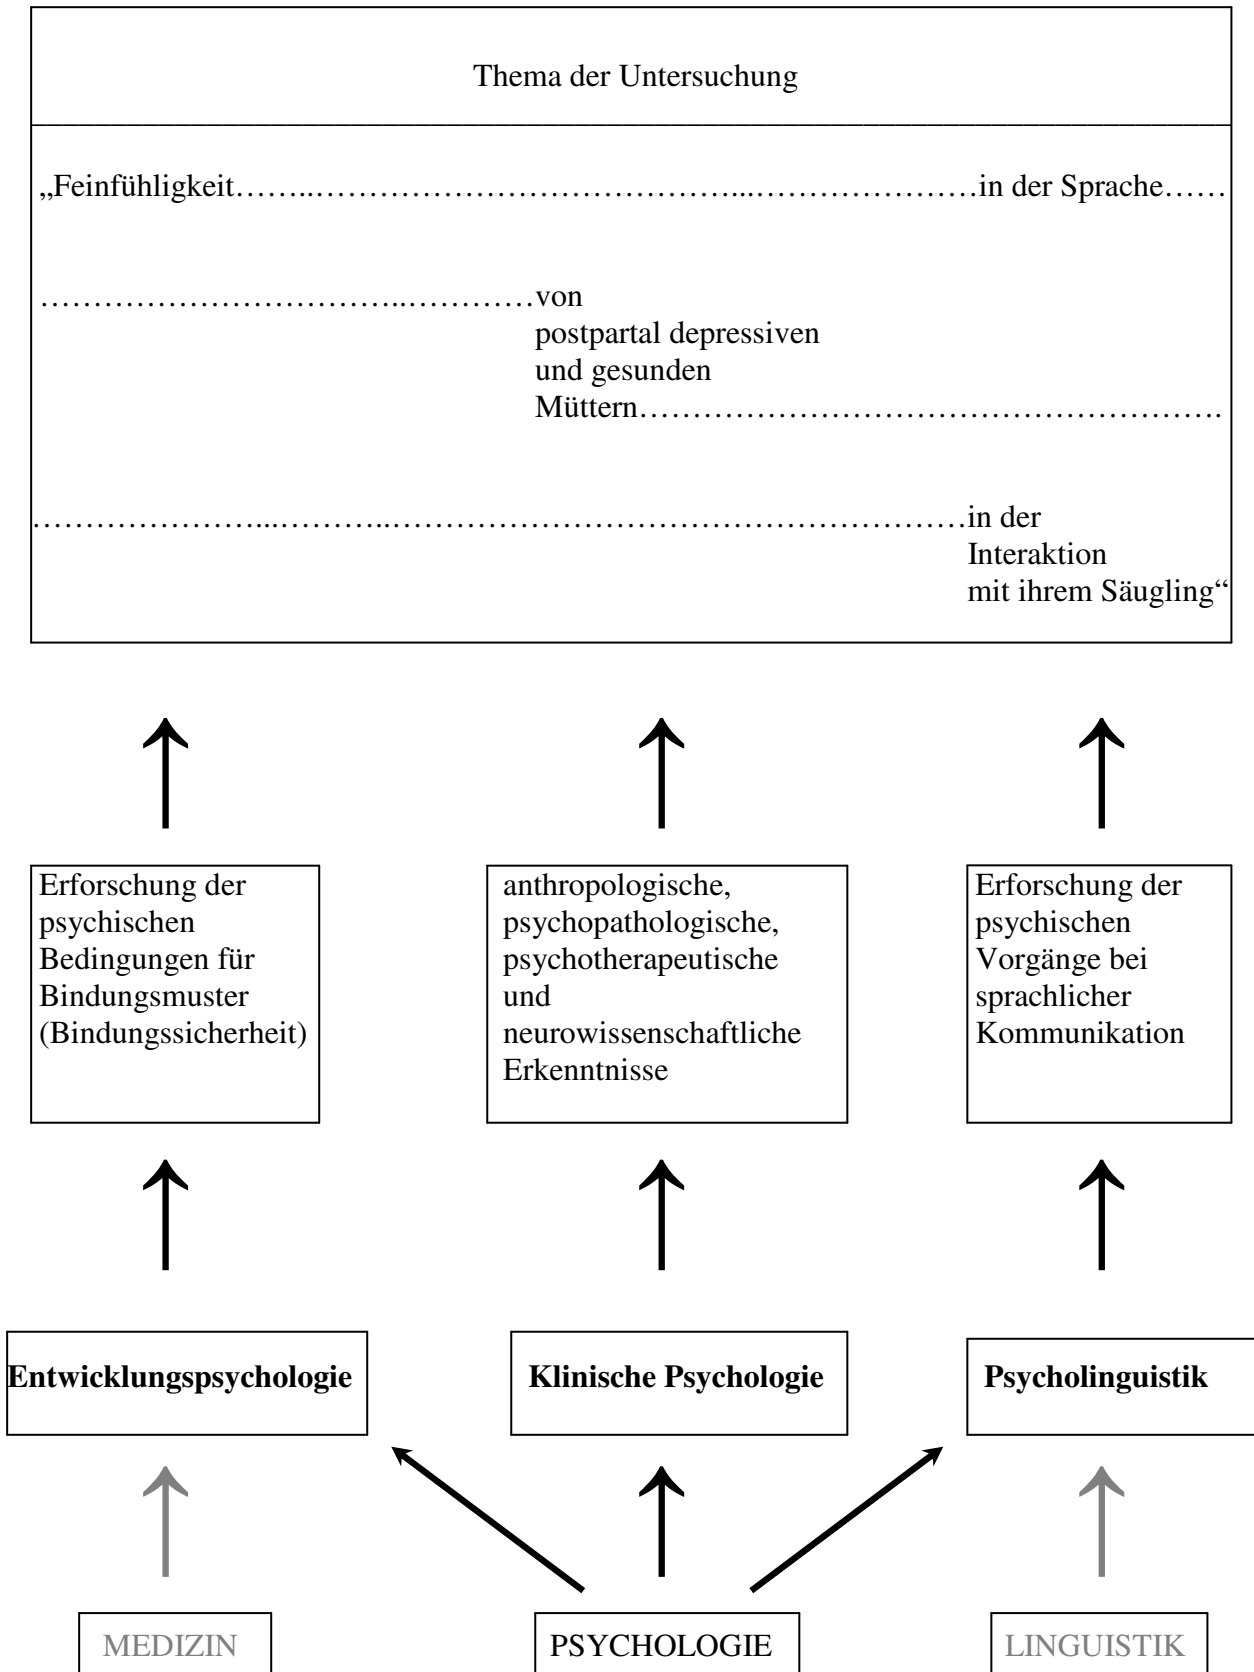 Thema der Untersuchung
„Feinfühligkeit……..…………………………………...…………………in der Sprache……
……………………………..…………von
postpartal depressiven
und gesunden
Müttern……………………………………………….
…………………...………..………………………………………………in der
Interaktion
mit ihrem Säugling“
Erforschung der
psychischen
Bedingungen für
Bindungsmuster
(Bindungssicherheit)
anthropologische,
psychopathologische,
psychotherapeutische
und
neurowissenschaftliche
Erkenntnisse
Erforschung der
psychischen
Vorgänge bei
sprachlicher
Kommunikation
Entwicklungspsychologie
Klinische Psychologie
Psycholinguistik
MEDIZIN
PSYCHOLOGIE
LINGUISTIK